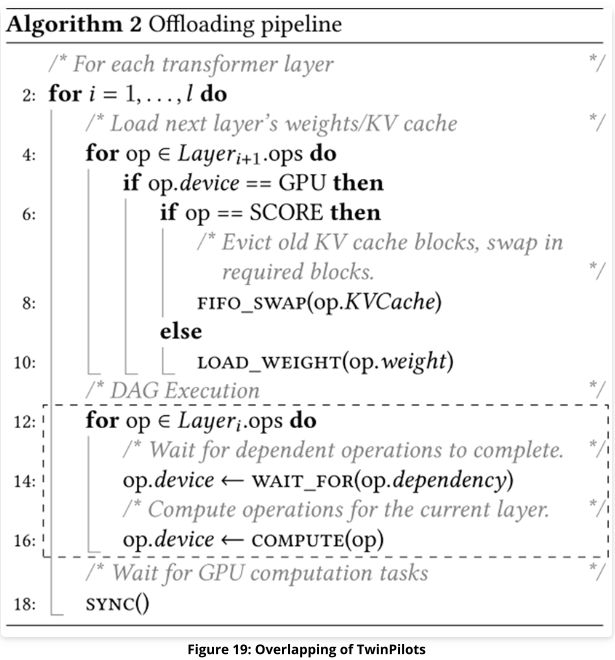 Algorithm 2 Offloading pipeline
/* For each transformer layer */
2: for i = 1, . . . , l do
/* Load next layer's weights/KV cache */
4: for op ∈ Layerᵢ₊₁.ops do
if op.device == GPU then
6: if op == SCORE then
/* Evict old KV cache blocks, swap in
required blocks. */
8: FIFO_SWAP(op.KVCache)
else
10: LOAD_WEIGHT(op.weight)
/* DAG Execution */
12: for op ∈ Layerᵢ.ops do
/* Wait for dependent operations to complete. */
14: op.device ← WAIT_FOR(op.dependency)
/* Compute operations for the current layer. */
16: op.device ← COMPUTE(op)
/* Wait for GPU computation tasks */
18: SYNC()
Figure 19: Overlapping of TwinPilots